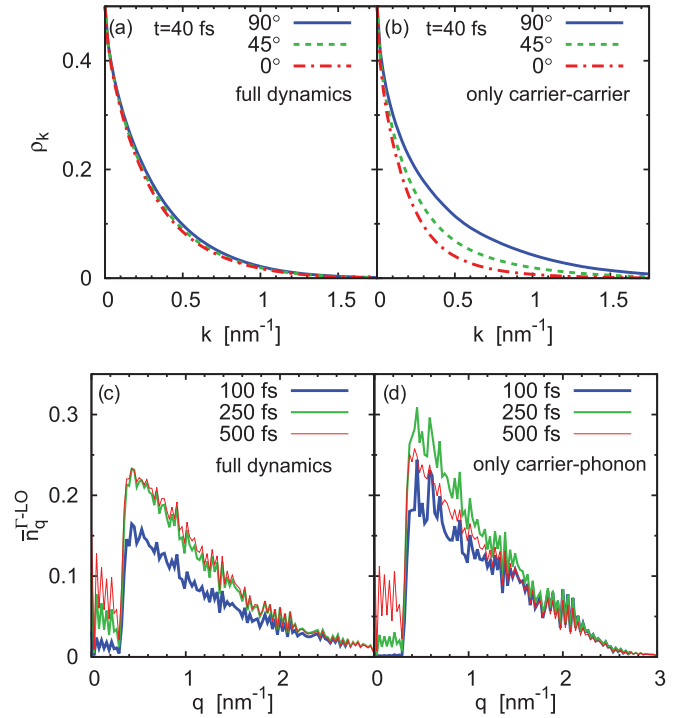 (a) t=40 fs 90° 45° 0° full dynamics
(b) t=40 fs 90° 45° 0° only carrier-carrier
ρk
0.4
0.2
0
0 0.5 1 1.5
0 0.5 1 1.5
k [nm⁻¹] k [nm⁻¹]
(c) 100 fs 250 fs 500 fs full dynamics
(d) 100 fs 250 fs 500 fs only carrier-phonon
n̅qΓ-LO
0.3
0.2
0.1
0
0 1 2
0 1 2 3
q [nm⁻¹] q [nm⁻¹]